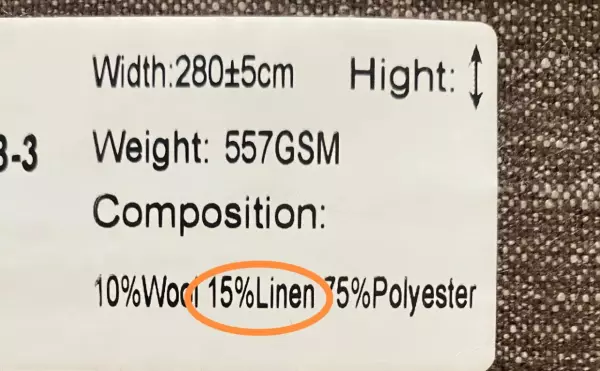 Width:280±5cm Hight:
3-3 Weight: 557GSM
Composition:
10%Wool 15%Linen 75%Polyester